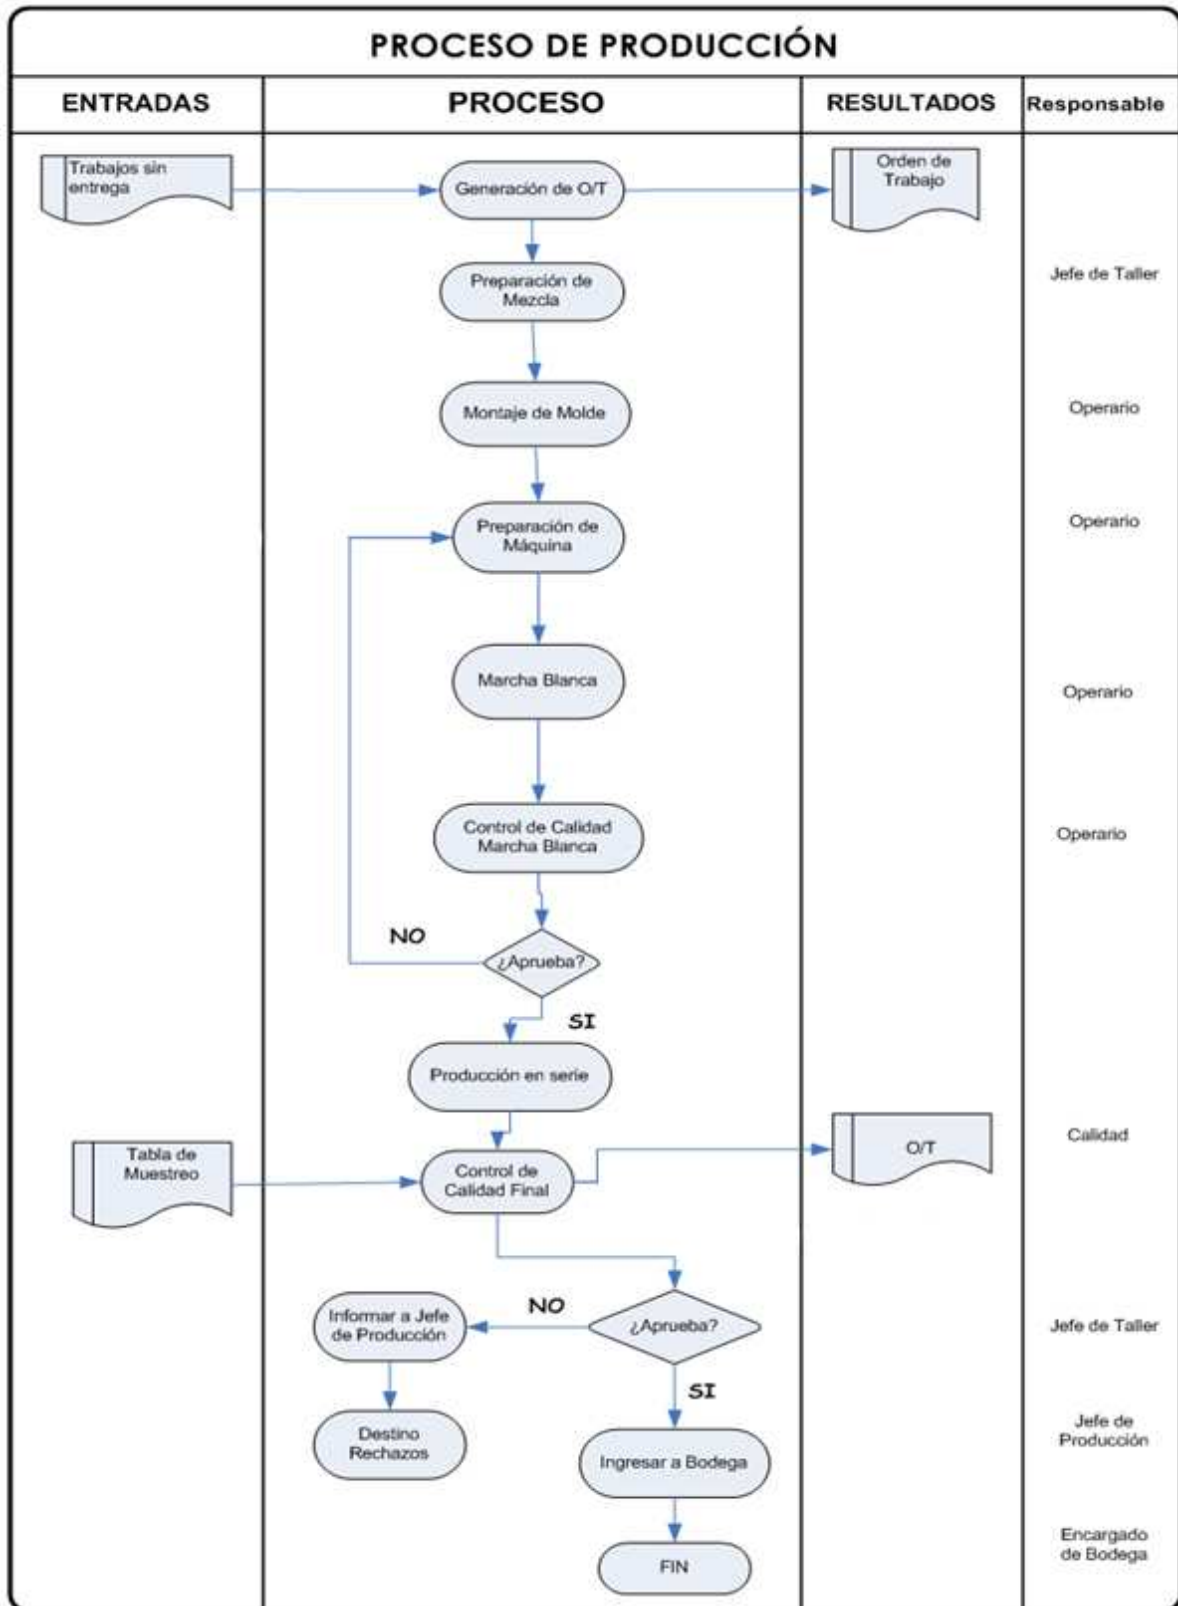 PROCESO DE PRODUCCIÓN
ENTRADAS
PROCESO
RESULTADOS
Responsable
Trabajos sin
entrega
Generación de O/T
Orden de
Trabajo
Preparación de
Mezcla
Jefe de Taller
Montaje de Molde
Operario
Preparación de
Máquina
Operario
Marcha Blanca
Operario
Control de Calidad
Marcha Blanca
Operario
NO
¿Aprueba?
SI
Producción en serie
Tabla de
Muestreo
Control de
Calidad Final
O/T
Calidad
Informar a Jefe
de Producción
NO
¿Aprueba?
Jefe de Taller
SI
Destino
Rechazos
Ingresar a Bodega
Jefe de
Producción
FIN
Encargado
de Bodega